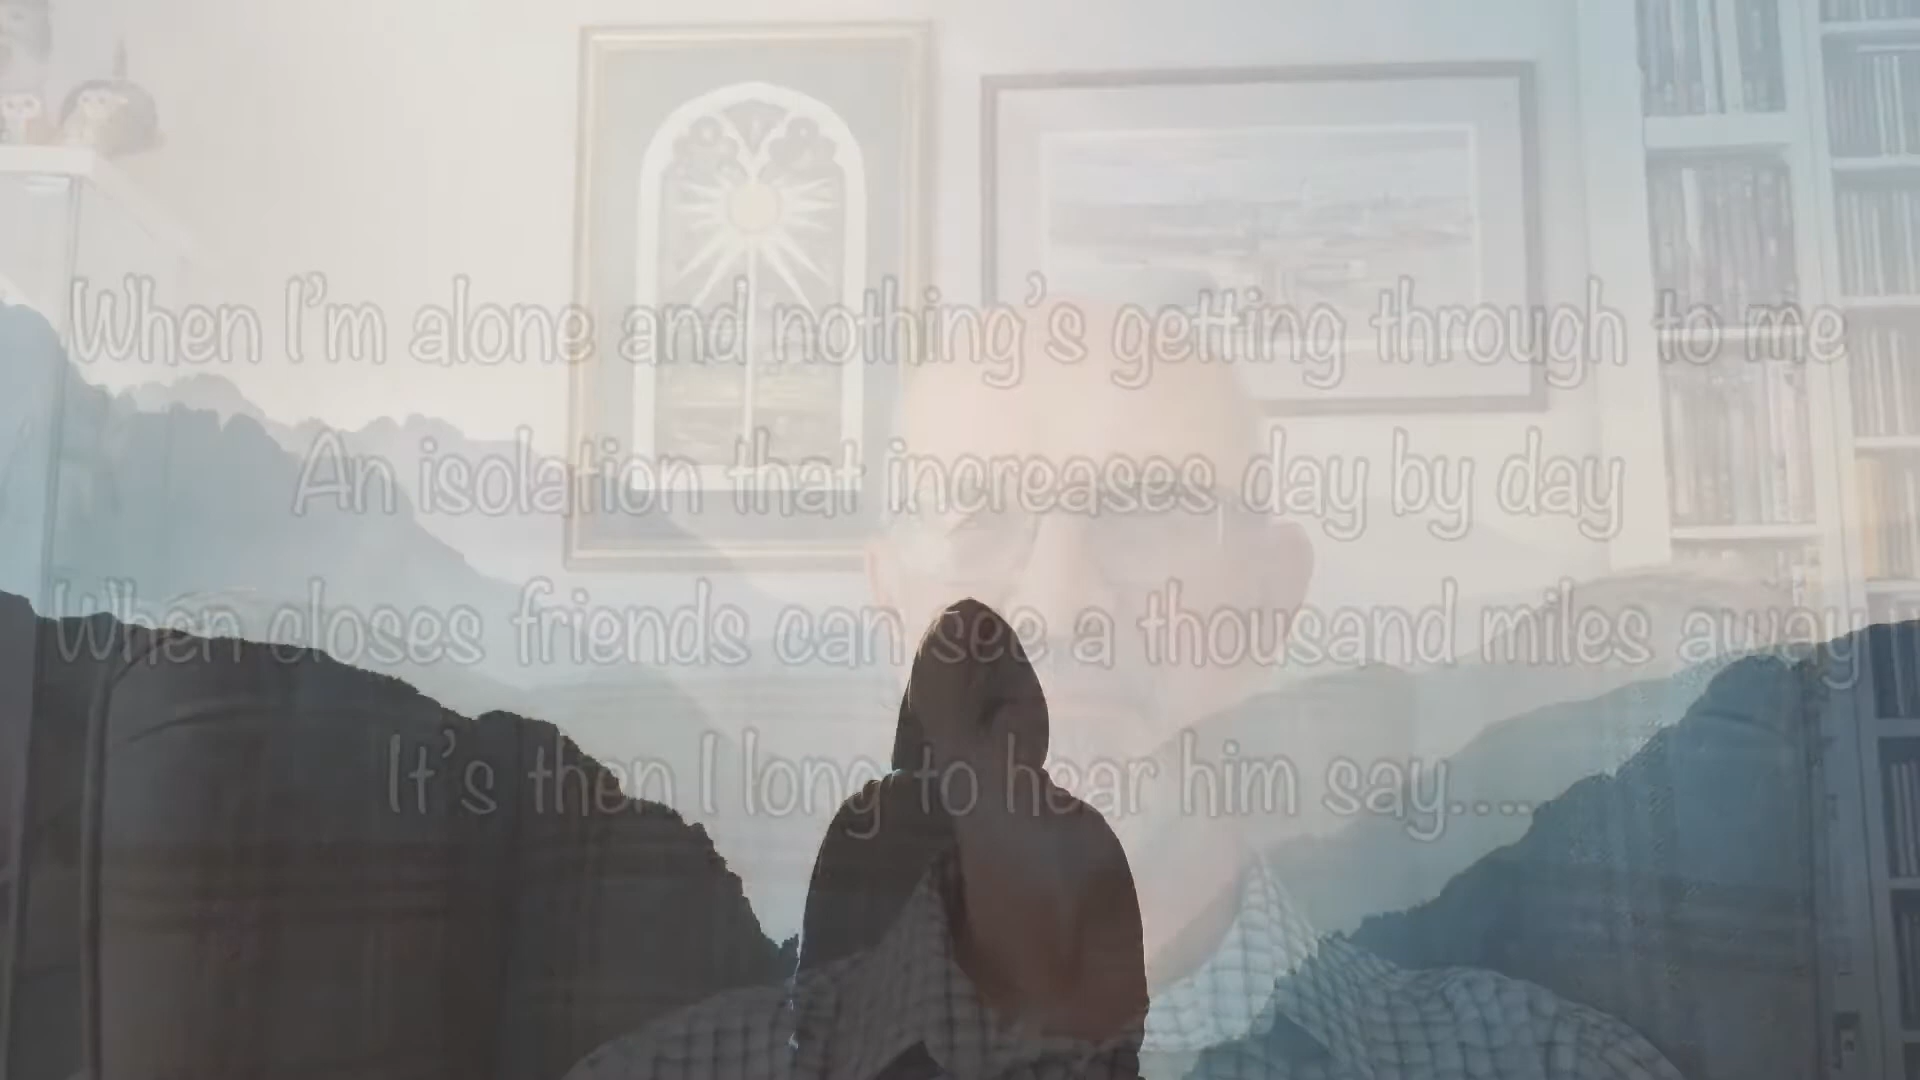 When I'm alone and nothing's getting through to me
An isolation that increases day by day
When closes friends can see a thousand miles away
It's then I long to hear him say....